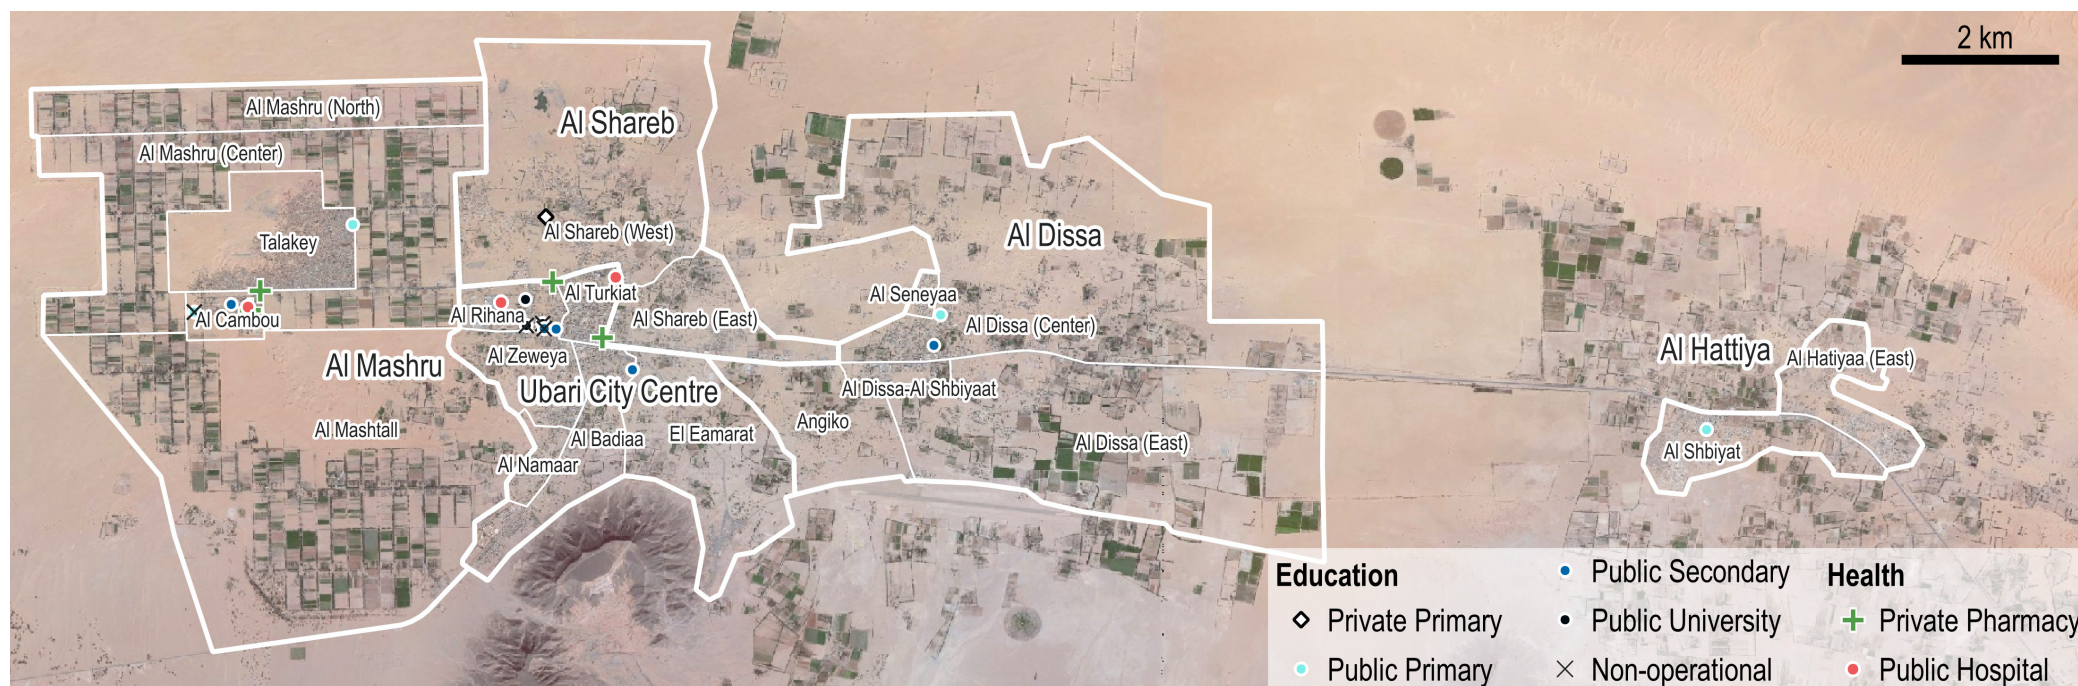 2 km
Al Mashru (North)
Al Shareb
Al Mashru (Center)
Al Shareb (West)
Al Dissa
Talakey
Al Turkiat
Al Seneyaa
Al Rihana
Al Cambou
Al Shareb (East)
Al Dissa (Center)
Al Zeweya
Al Hattiya
Al Hatiyaa (East)
Al Mashru
Ubari City Centre
Al Dissa-Al Shbiyaat
Al Mashtall
Al Badiaa
El Eamarat
Angiko
Al Dissa (East)
Al Namaar
Al Shbiyat
Education
Private Primary
Public Primary
Public Secondary
Public University
Non-operational
Health
Private Pharmacy
Public Hospital